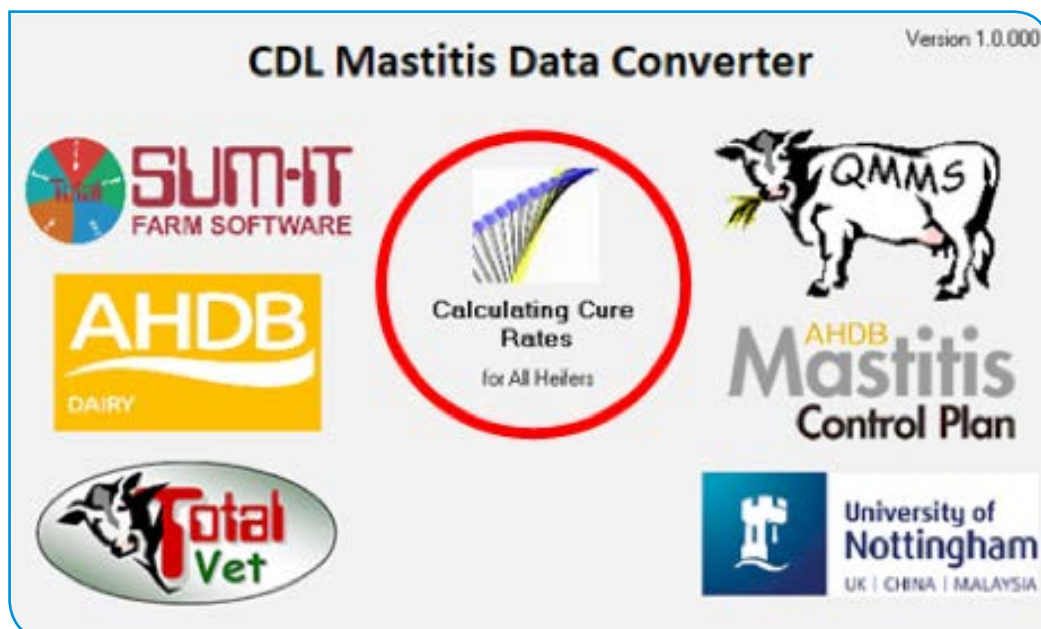 Version 1.0.000
CDL Mastitis Data Converter
SUM-IT
FARM SOFTWARE
AHDB
DAIRY
Total
Vet
Calculating Cure
Rates
for All Heifers
QMMS
AHDB
Mastitis
Control Plan
University of
Nottingham
UK | CHINA | MALAYSIA